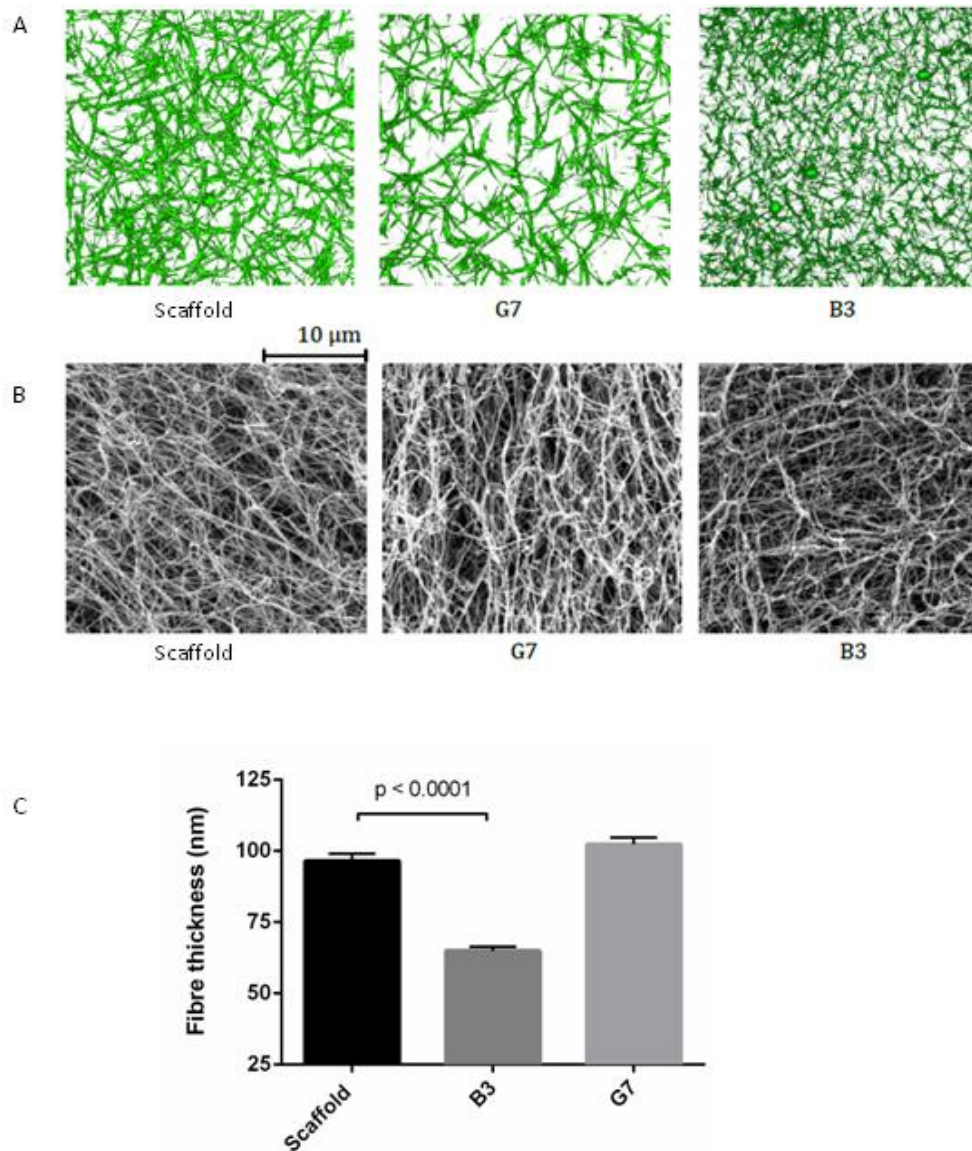 A
Scaffold G7 B3
10 μm
B
Scaffold G7 B3
C
125
100
75
50
25
Fibre thickness (nm)
p < 0.0001
Scaffold
B3
G7